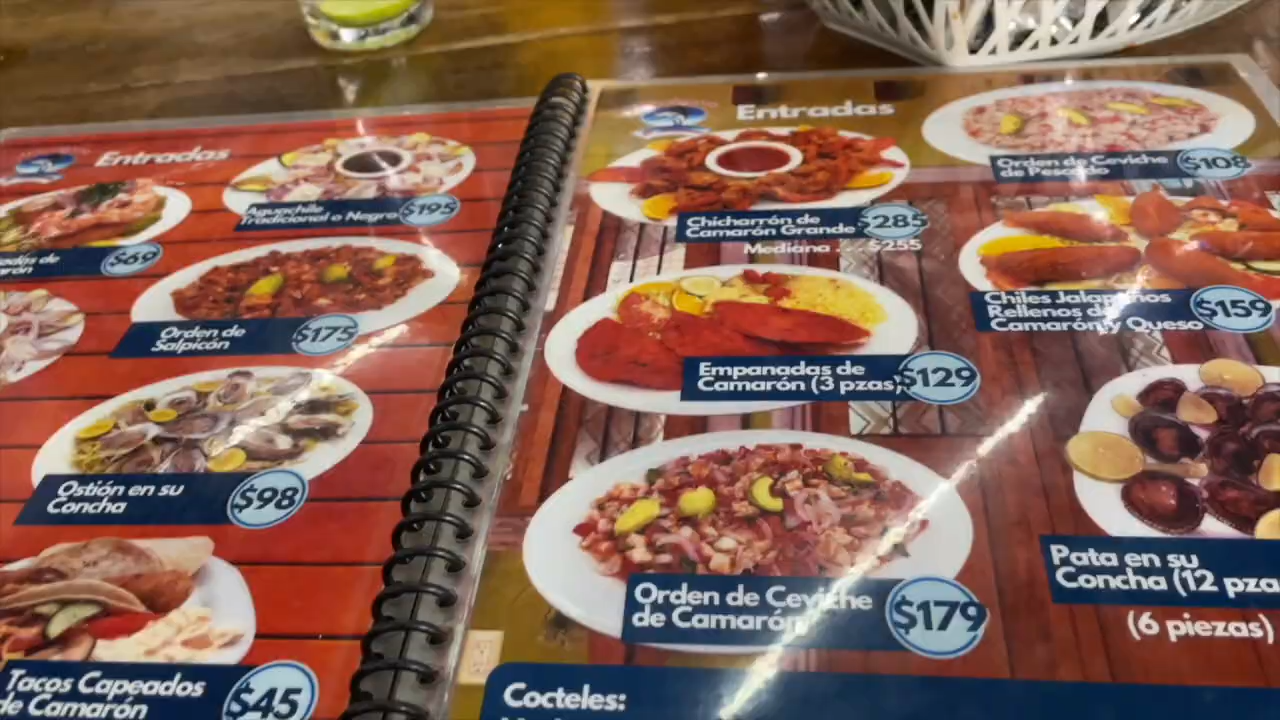 Entradas
Aguachile
Tradicional o Negro
$195
$69
Orden de
Salpicón
$175
Ostión en su
Concha
$98
Tacos Capeados
de Camarón
$45
Entradas
Orden de Ceviche
de Pescado
$108
Chicharrón de
Camarón Grande
$285
Mediana . . . $255
Chiles Jalapeños
Rellenos de
Camarón y Queso
$159
Empanadas de
Camarón (3 pzas)
$129
Orden de Ceviche
de Camarón
$179
Pata en su
Concha (12 pza
(6 piezas)
Cocteles: